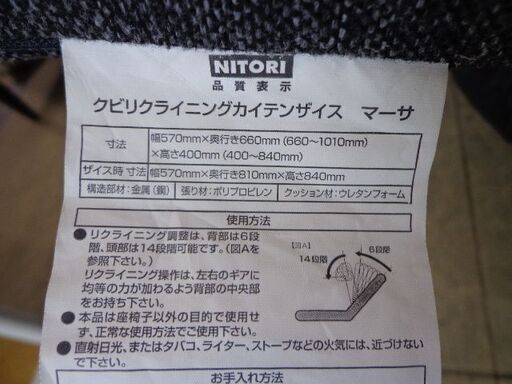 NITORI
品質表示
クビリクライニングカイテンザイス マーサ
寸法 幅570mm×奥行き660mm(660〜1010mm)
×高さ400mm(400〜840mm)
ザイス時 寸法 幅570mm×奥行き810mm×高さ840mm
構造部材:金属(鋼) 張り材:ポリプロピレン クッション材:ウレタンフォーム
使用方法
●リクライニング調整は、背部は6段
階、頭部は14段階可能です。(図Aを
参照下さい。)
リクライニング操作は、左右のギアに
均等の力が加わるよう背部の中央部
をお持ち下さい。
【図A】
14段階
6段階
●本品は座椅子以外の目的で使用せ
ず、正常な使用方法でご使用下さい。
●直射日光、またはタバコ、ライター、ストーブなどの火気には、近づけない
で下さい。
お手入れ方法